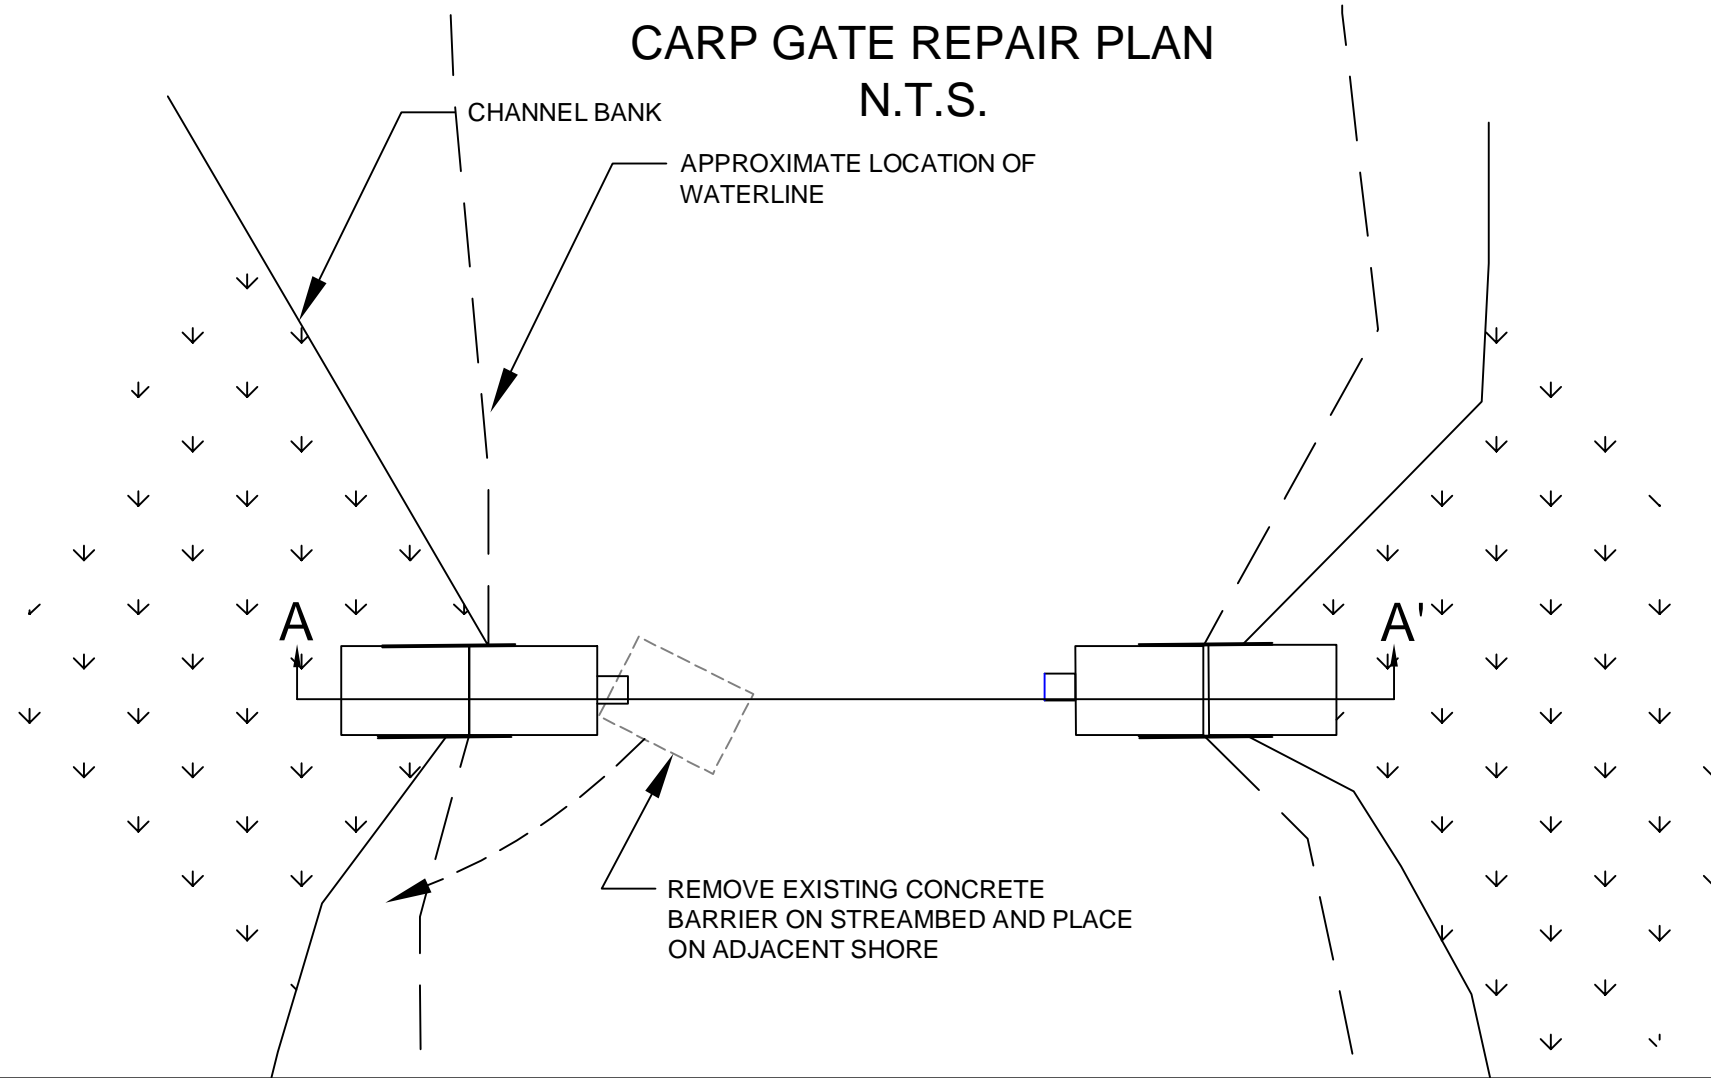 CARP GATE REPAIR PLAN
N.T.S.
CHANNEL BANK
APPROXIMATE LOCATION OF
WATERLINE
A
A'
REMOVE EXISTING CONCRETE
BARRIER ON STREAMBED AND PLACE
ON ADJACENT SHORE